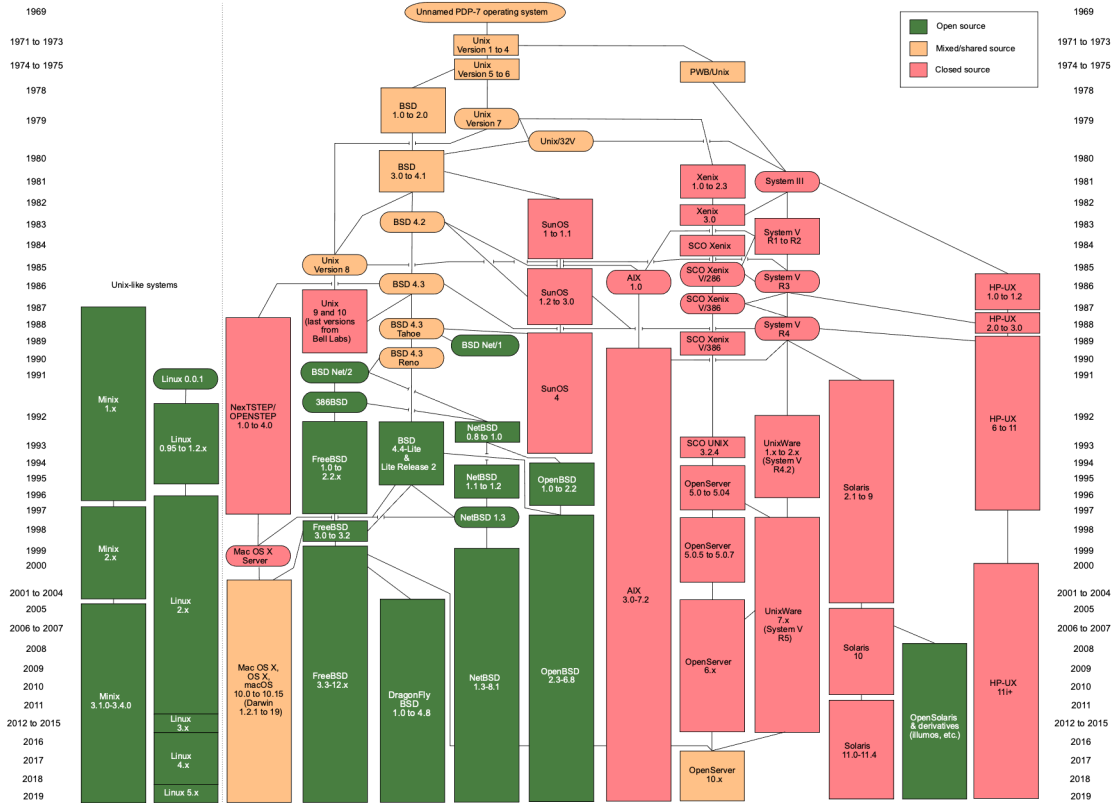 1969
Unnamed PDP-7 operating system
1969
Open source
Mixed/shared source
Closed source
1971 to 1973
Unix
Version 1 to 4
1971 to 1973
1974 to 1975
Unix
Version 5 to 6
PWB/Unix
1974 to 1975
1978
BSD
1.0 to 2.0
1978
1979
Unix
Version 7
1979
Unix/32V
1980
BSD
3.0 to 4.1
1980
1981
Xenix
1.0 to 2.3
System III
1981
1982
1982
1983
BSD 4.2
SunOS
1 to 1.1
Xenix
3.0
1983
1984
System V
R1 to R2
SCO Xenix
1984
1985
Unix
Version 8
SCO Xenix
V/286
1985
1986
Unix-like systems
BSD 4.3
SunOS
1.2 to 3.0
AIX
1.0
System V
R3
HP-UX
1.0 to 1.2
1986
1987
Unix
9 and 10
(last versions
from
Bell Labs)
SCO Xenix
V/386
1987
1988
BSD 4.3
Tahoe
System V
R4
HP-UX
2.0 to 3.0
1988
1989
BSD Net/1
SCO Xenix
V/386
1989
1990
BSD 4.3
Reno
1990
1991
Linux 0.0.1
BSD Net/2
SunOS
4
1991
Minix
1.x
NexTSTEP/
OPENSTEP
1.0 to 4.0
386BSD
1992
NetBSD
0.8 to 1.0
HP-UX
6 to 11
1992
1993
Linux
0.95 to 1.2.x
BSD
4.4-Lite
&
Lite Release 2
SCO UNIX
3.2.4
UnixWare
1.x to 2.x
(System V
R4.2)
1993
1994
FreeBSD
1.0 to
2.2.x
1994
1995
NetBSD
1.1 to 1.2
OpenBSD
1.0 to 2.2
OpenServer
5.0 to 5.04
1995
1996
Solaris
2.1 to 9
1996
1997
NetBSD 1.3
1997
1998
FreeBSD
3.0 to 3.2
1998
1999
Minix
2.x
Mac OS X
Server
OpenServer
5.0.5 to 5.0.7
1999
2000
2000
2001 to 2004
Linux
2.x
AIX
3.0-7.2
2001 to 2004
2005
UnixWare
7.x
(System V
R5)
2005
2006 to 2007
2006 to 2007
2008
Solaris
10
2008
2009
Mac OS X,
OS X,
macOS
10.0 to 10.15
(Darwin
1.2.1 to 19)
FreeBSD
3.3-12.x
NetBSD
1.3-8.1
OpenBSD
2.3-6.8
OpenServer
6.x
2009
2010
Minix
3.1.0-3.4.0
DragonFly
BSD
1.0 to 4.8
HP-UX
11i+
2010
2011
2011
2012 to 2015
Linux
3.x
OpenSolaris
& derivatives
(illumos, etc.)
2012 to 2015
2016
Solaris
11.0-11.4
2016
2017
Linux
4.x
OpenServer
10.x
2017
2018
2018
2019
Linux 5.x
2019